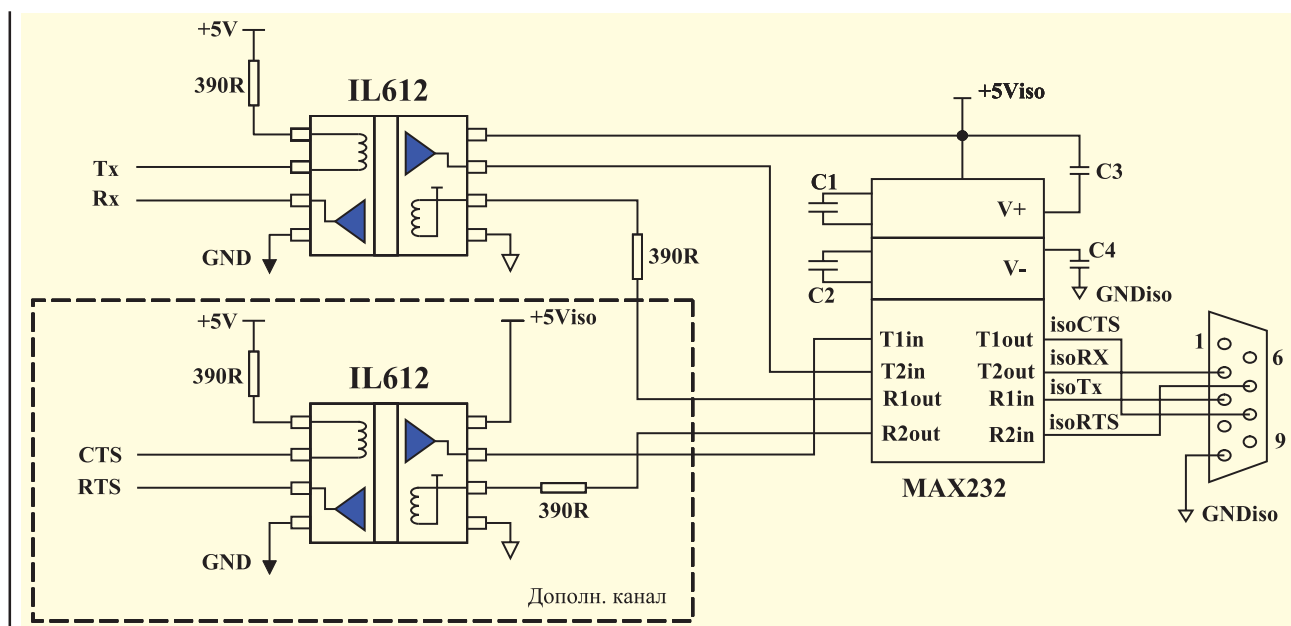 +5V
390R
IL612
+5Viso
Tx
Rx
C1
C3
V+
390R
GND
C2
V-
C4
GNDiso
+5V
+5Viso
390R
IL612
T1in
T1out
isoCTS
1
6
T2in
T2out
isoRX
R1out
R1in
isoTx
R2out
R2in
isoRTS
9
CTS
RTS
390R
MAX232
GNDiso
GND
Дополн. канал